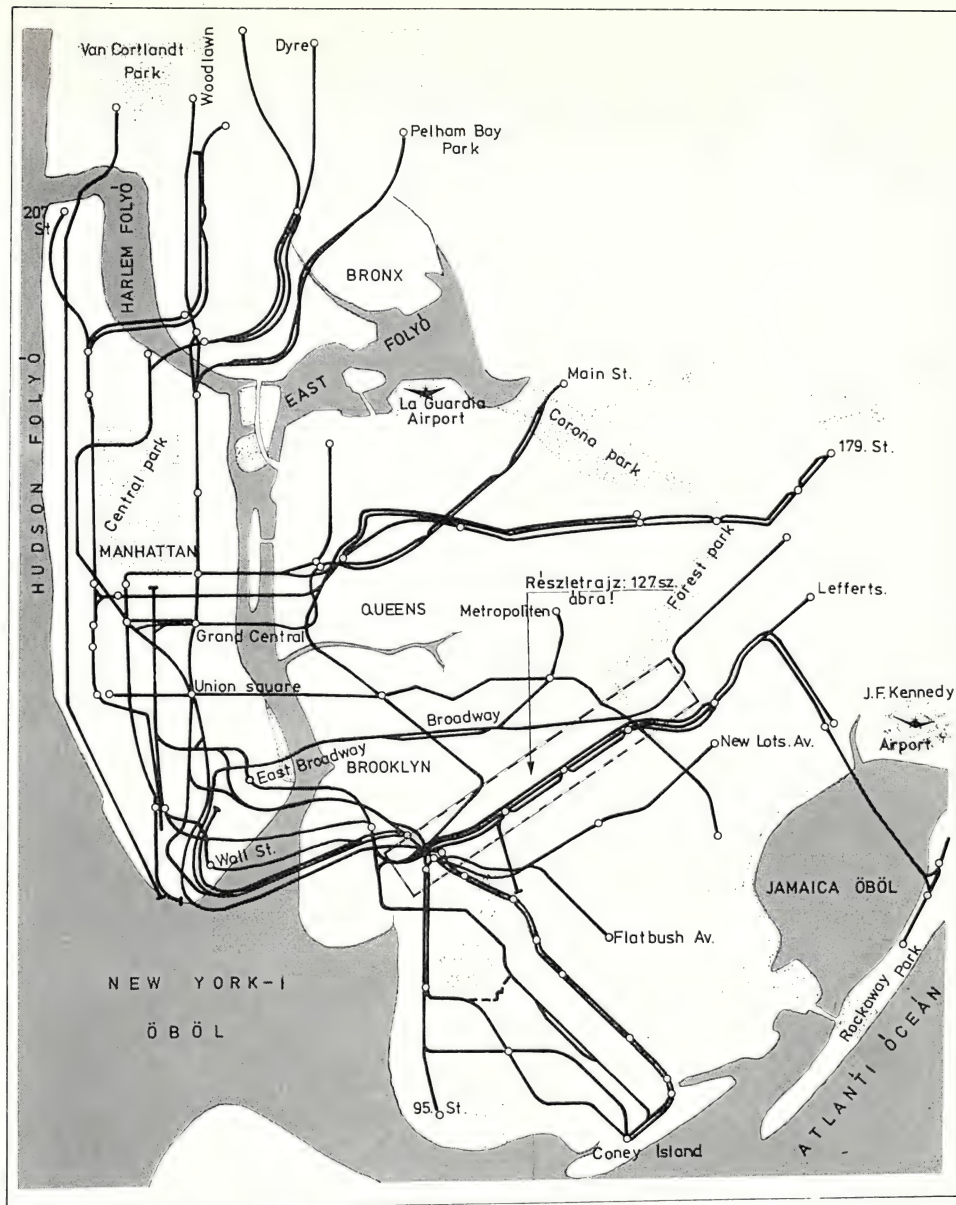 Van Cortlandt
Park
Woodlawn
Dyre
Pelham Bay
Park
207
St.
HARLEM FOLYÓ
BRONX
EAST FOLYÓ
HUDSON FOLYÓ
La Guardia
Airport
Main St.
Corona park
179. St.
Central park
MANHATTAN
Részletrajz: 127.sz.
ábra!
Forest park
QUEENS
Metropoliten
Lefferts.
Grand Central
Union square
J.F. Kennedy
Airport
Broadway
New Lots. Av.
East Broadway
BROOKLYN
Wall St.
JAMAICA ÖBÖL
Flatbush Av.
NEW YORK-I
ÖBÖL
Rockaway Park
ATLANTI ÓCEÁN
95. St.
Coney Island